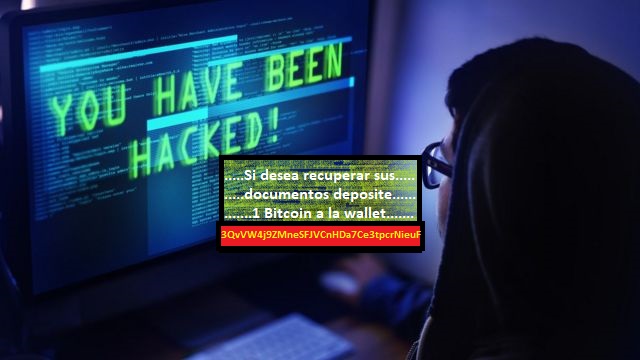 YOU HAVE BEEN
HACKED!
.....Si desea recuperar sus.....
.....documentos deposite......
.......1 Bitcoin a la wallet.......
3QvVW4j9ZMneSFJVCnHDa7Ce3tpcrNieuF